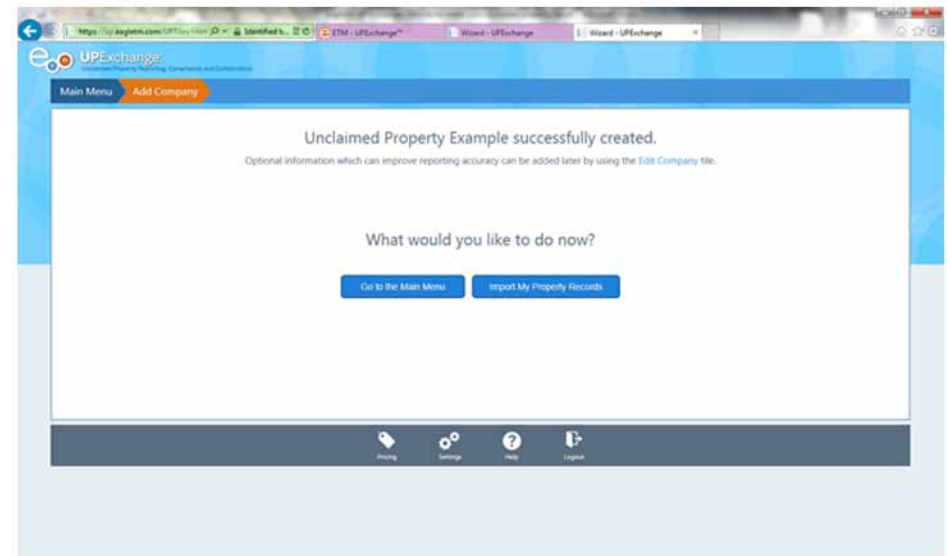 ETM - UPExchange™
Wizard - UPExchange
Wizard - UPExchange
UPExchange
Main Menu
Add Company
Unclaimed Property Example successfully created.
Optional information which can improve reporting accuracy can be added later by using the Edit Company tile.
What would you like to do now?
Go to the Main Menu
Import My Property Records
Pricing
Settings
Help
Logout